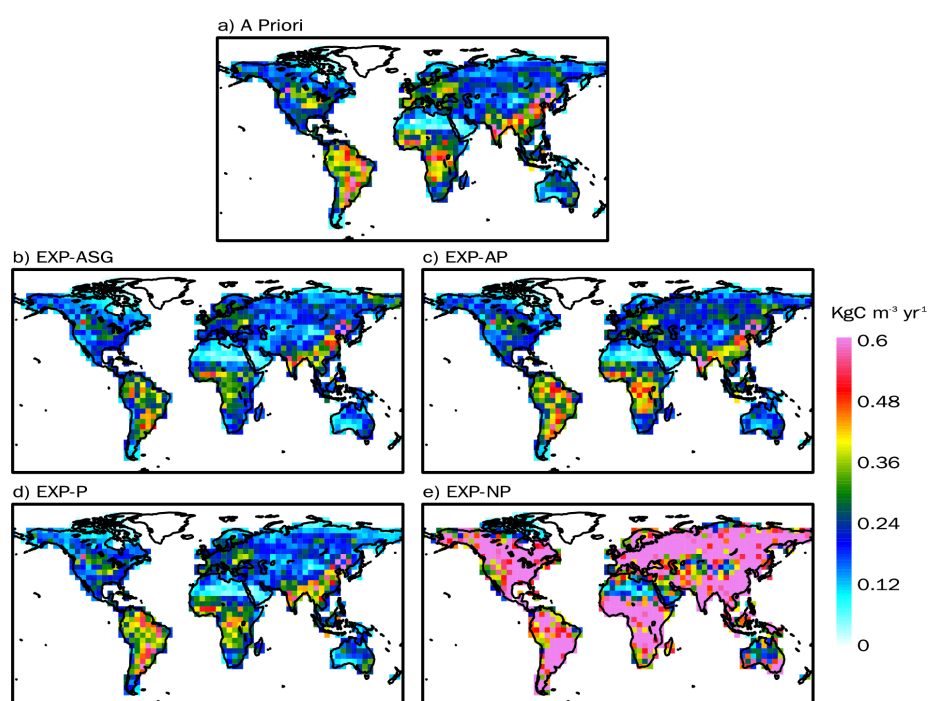 a) A Priori
b) EXP-ASG
c) EXP-AP
KgC m⁻³ yr⁻¹
0.6
0.48
0.36
0.24
0.12
0
d) EXP-P
e) EXP-NP